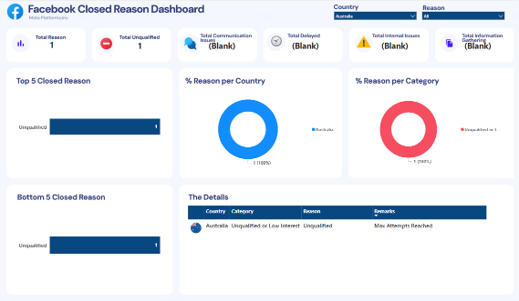 Facebook Closed Reason Dashboard
Meta Platforms,Inc
Country
Australia
Reason
All
Total Reason
1
Total Unqualified
1
Total Communication Issues
(Blank)
Total Delayed
(Blank)
Total Internal Issues
(Blank)
Total Information Gathering
(Blank)
Top 5 Closed Reason
Unqualified
1
% Reason per Country
Australia
1 (100%)
% Reason per Category
Unqualified or L
1 (100%)
Bottom 5 Closed Reason
Unqualified
1
The Details
Country Category Reason Remarks
Australia Unqualified or Low Interest Unqualified Max Attempts Reached